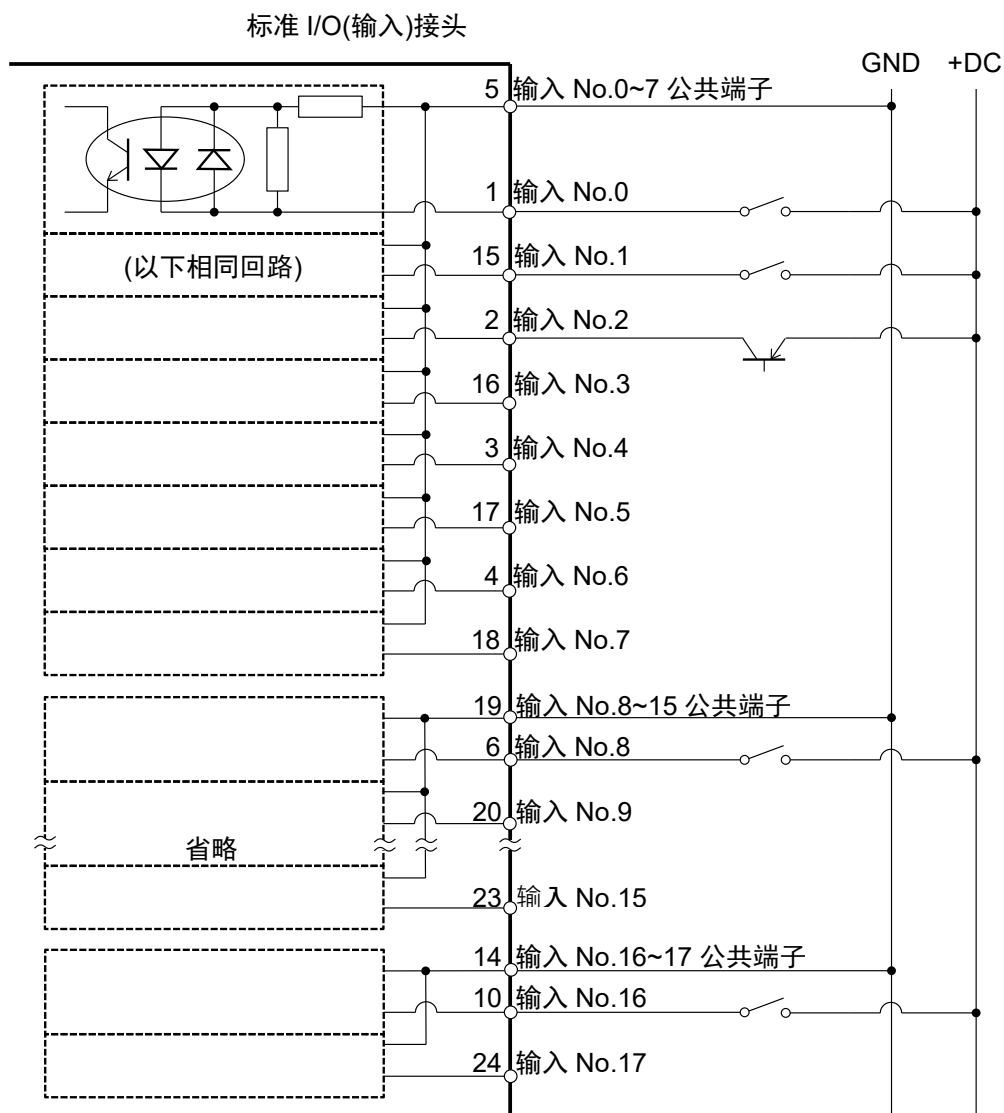 标准 I/O(输入)接头
GND +DC
5 输入 No.0~7 公共端子
1 输入 No.0
(以下相同回路)
15 输入 No.1
2 输入 No.2
16 输入 No.3
3 输入 No.4
17 输入 No.5
4 输入 No.6
18 输入 No.7
19 输入 No.8~15 公共端子
6 输入 No.8
20 输入 No.9
省略
23 输入 No.15
14 输入 No.16~17 公共端子
10 输入 No.16
24 输入 No.17